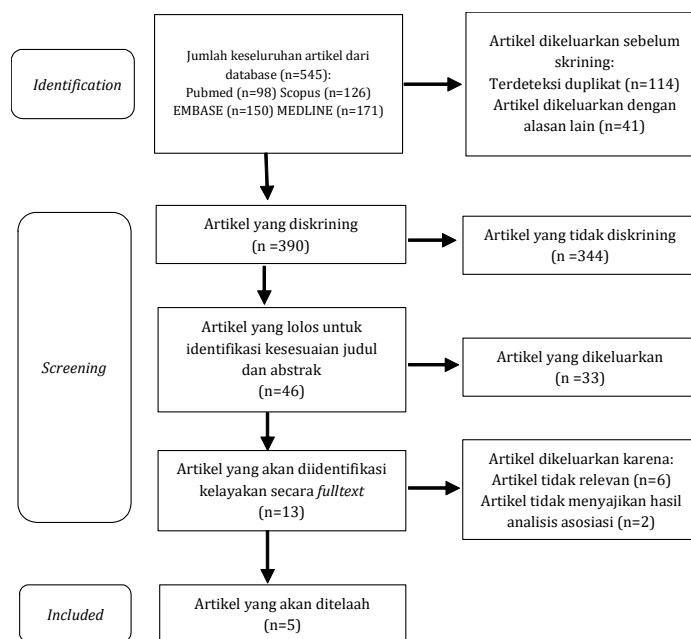 Identification
Jumlah keseluruhan artikel dari
database (n=545):
Pubmed (n=98) Scopus (n=126)
EMBASE (n=150) MEDLINE (n=171)
Artikel dikeluarkan sebelum
skrining:
Terdeteksi duplikat (n=114)
Artikel dikeluarkan dengan
alasan lain (n=41)
Screening
Artikel yang diskrining
(n =390)
Artikel yang tidak diskrining
(n =344)
Artikel yang lolos untuk
identifikasi kesesuaian judul
dan abstrak
(n=46)
Artikel yang dikeluarkan
(n =33)
Artikel yang akan diidentifikasi
kelayakan secara fulltext
(n=13)
Artikel dikeluarkan karena:
Artikel tidak relevan (n=6)
Artikel tidak menyajikan hasil
analisis asosiasi (n=2)
Included
Artikel yang akan ditelaah
(n=5)